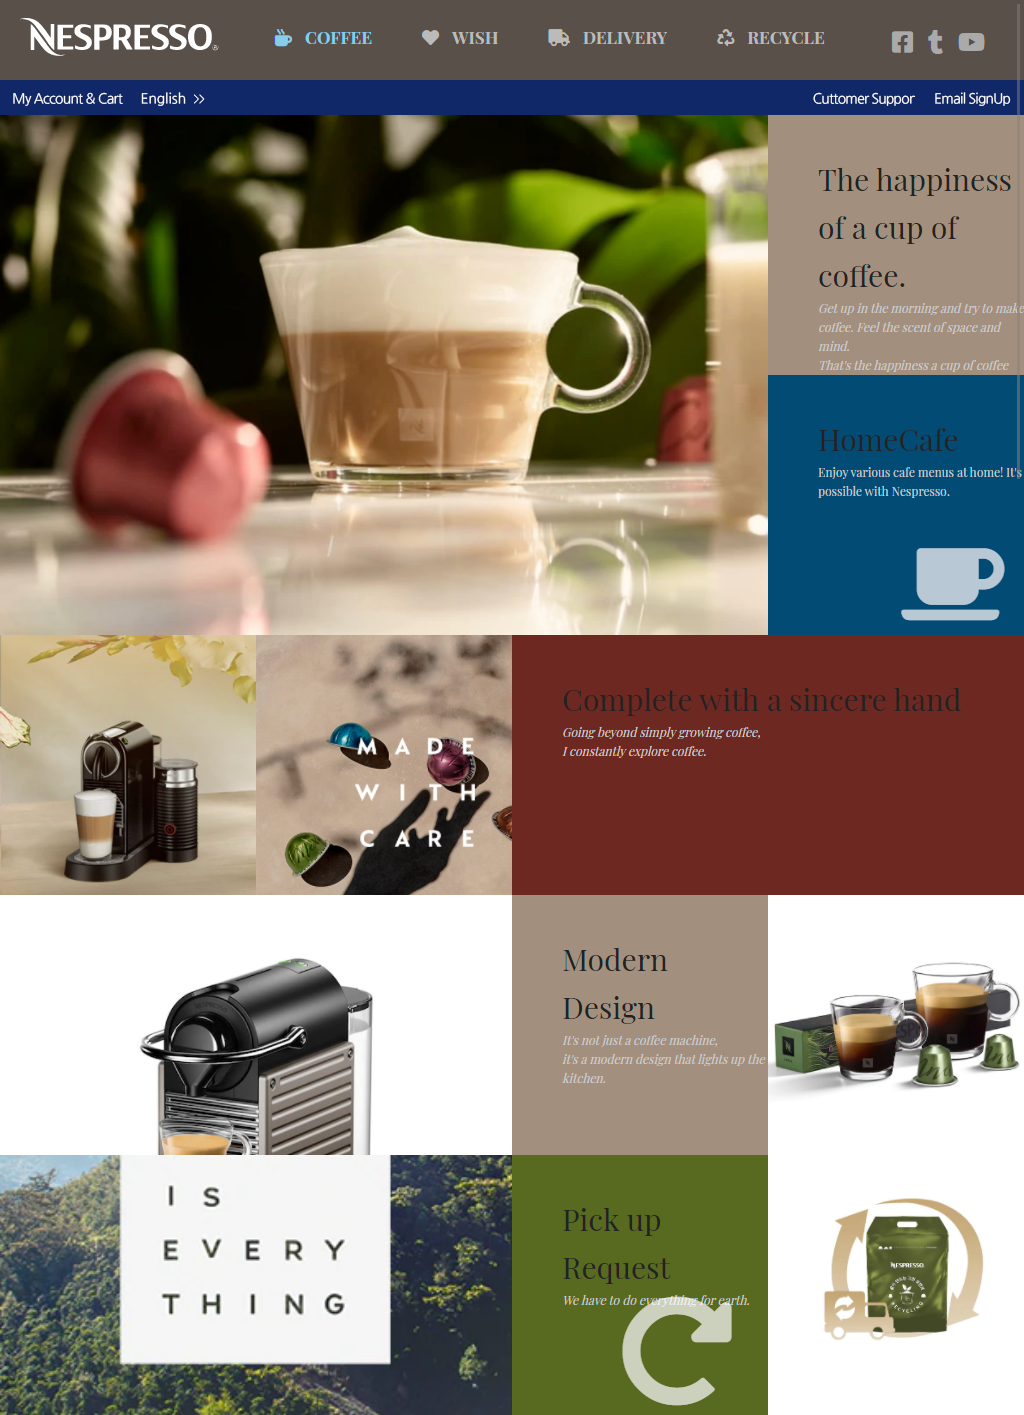 NESPRESSO
COFFEE
WISH
DELIVERY
RECYCLE
My Account & Cart
English
Cuttomer Suppor
Email SignUp
The happiness
of a cup of
coffee.
Get up in the morning and try to make
coffee. Feel the scent of space and
mind.
That's the happiness a cup of coffee
HomeCafe
Enjoy various cafe menus at home! It's
possible with Nespresso.
MADE
WITH
CARE
Complete with a sincere hand
Going beyond simply growing coffee,
I constantly explore coffee.
Modern
Design
It's not just a coffee machine,
it's a modern design that lights up the
kitchen.
IS
EVERY
THING
Pick up
Request
We have to do everything for earth.
NESPRESSO
RECYCLING